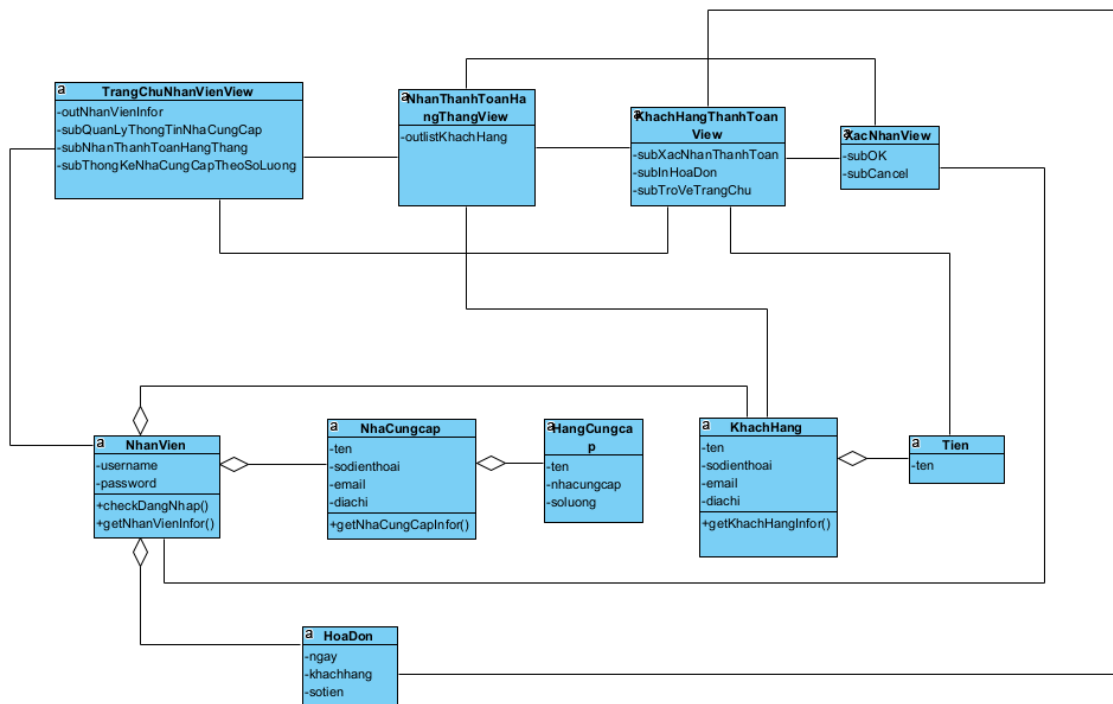 a
TrangChuNhanVienView
-outNhanVienInfor
-subQuanLyThongTinNhaCungCap
-subNhanThanhToanHangThang
-subThongKeNhaCungCapTheoSoLuong
a
NhanThanhToanHa
ngThangView
-outlistKhachHang
a
KhachHangThanhToan
View
-subXacNhanThanhToan
-subInHoaDon
-subTroVeTrangChu
a
XacNhanView
-subOK
-subCancel
a
NhanVien
-username
-password
+checkDangNhap()
+getNhanVienInfor()
a
NhaCungcap
-ten
-sodienthoai
-email
-diachi
+getNhaCungCapInfor()
a
HangCungca
p
-ten
-nhacungcap
-soluong
a
KhachHang
-ten
-sodienthoai
-email
-diachi
+getKhachHangInfor()
a
Tien
-ten
a
HoaDon
-ngay
-khachhang
-sotien